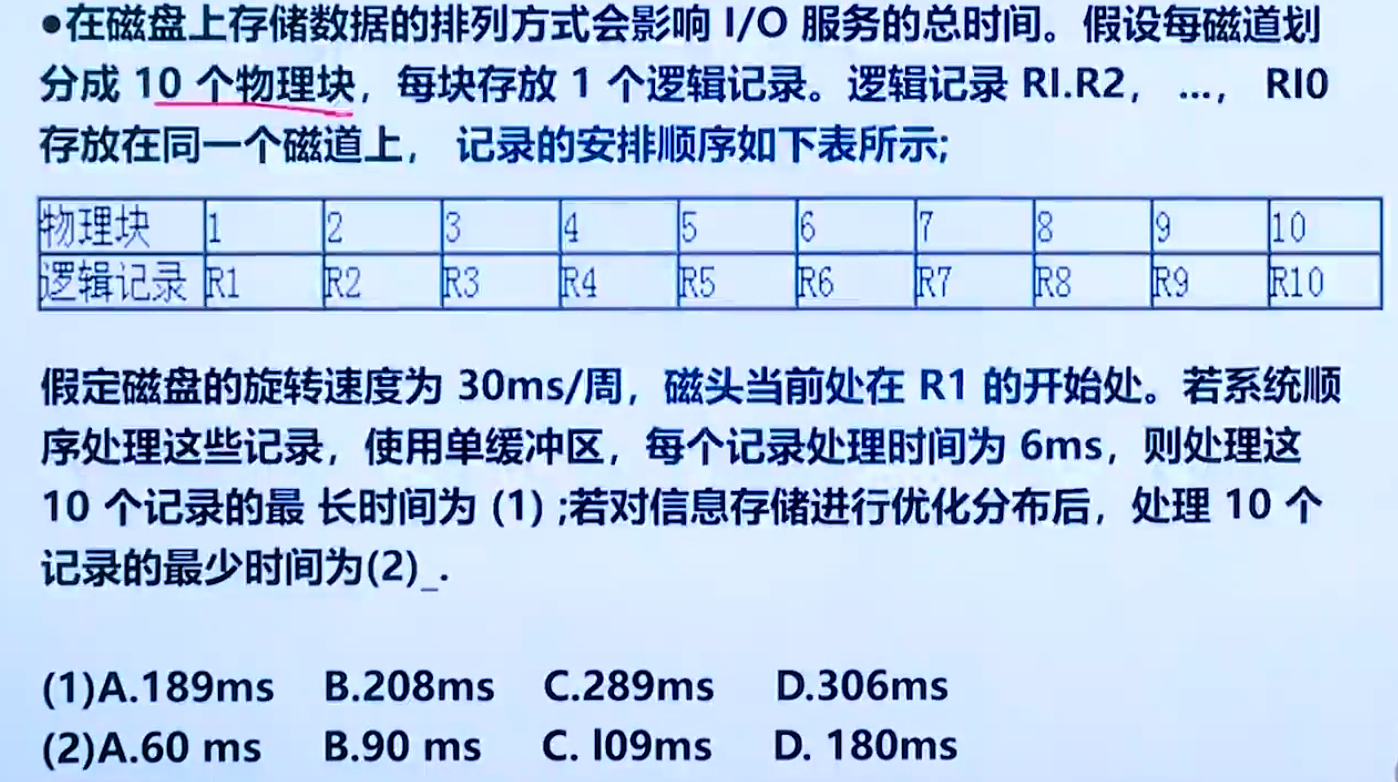 ●在磁盘上存储数据的排列方式会影响 I/O 服务的总时间。假设每磁道划
分成 10 个物理块，每块存放 1 个逻辑记录。逻辑记录 RI.R2， …， RI0
存放在同一个磁道上， 记录的安排顺序如下表所示;
物理块 1 2 3 4 5 6 7 8 9 10
逻辑记录 R1 R2 R3 R4 R5 R6 R7 R8 R9 R10
假定磁盘的旋转速度为 30ms/周，磁头当前处在 R1 的开始处。若系统顺
序处理这些记录，使用单缓冲区，每个记录处理时间为 6ms，则处理这
10 个记录的最 长时间为 (1) ;若对信息存储进行优化分布后，处理 10 个
记录的最少时间为(2)_.
(1)A.189ms B.208ms C.289ms D.306ms
(2)A.60 ms B.90 ms C. l09ms D. 180ms